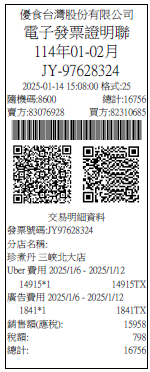 優食台灣股份有限公司
電子發票證明聯
114年01-02月
JY-97628324
2025-01-14 15:08:00 格式:25
隨機碼:8600 總計:16756
賣方:83076928 買方:82310685
交易明細資料
發票號碼:JY97628324
分店名稱:
珍煮丹 三峽北大店
Uber 費用 2025/1/6 - 2025/1/12
14915*1 14915TX
廣告費用 2025/1/6 - 2025/1/12
1841*1 1841TX
銷售額(應稅): 15958
稅額: 798
總計: 16756